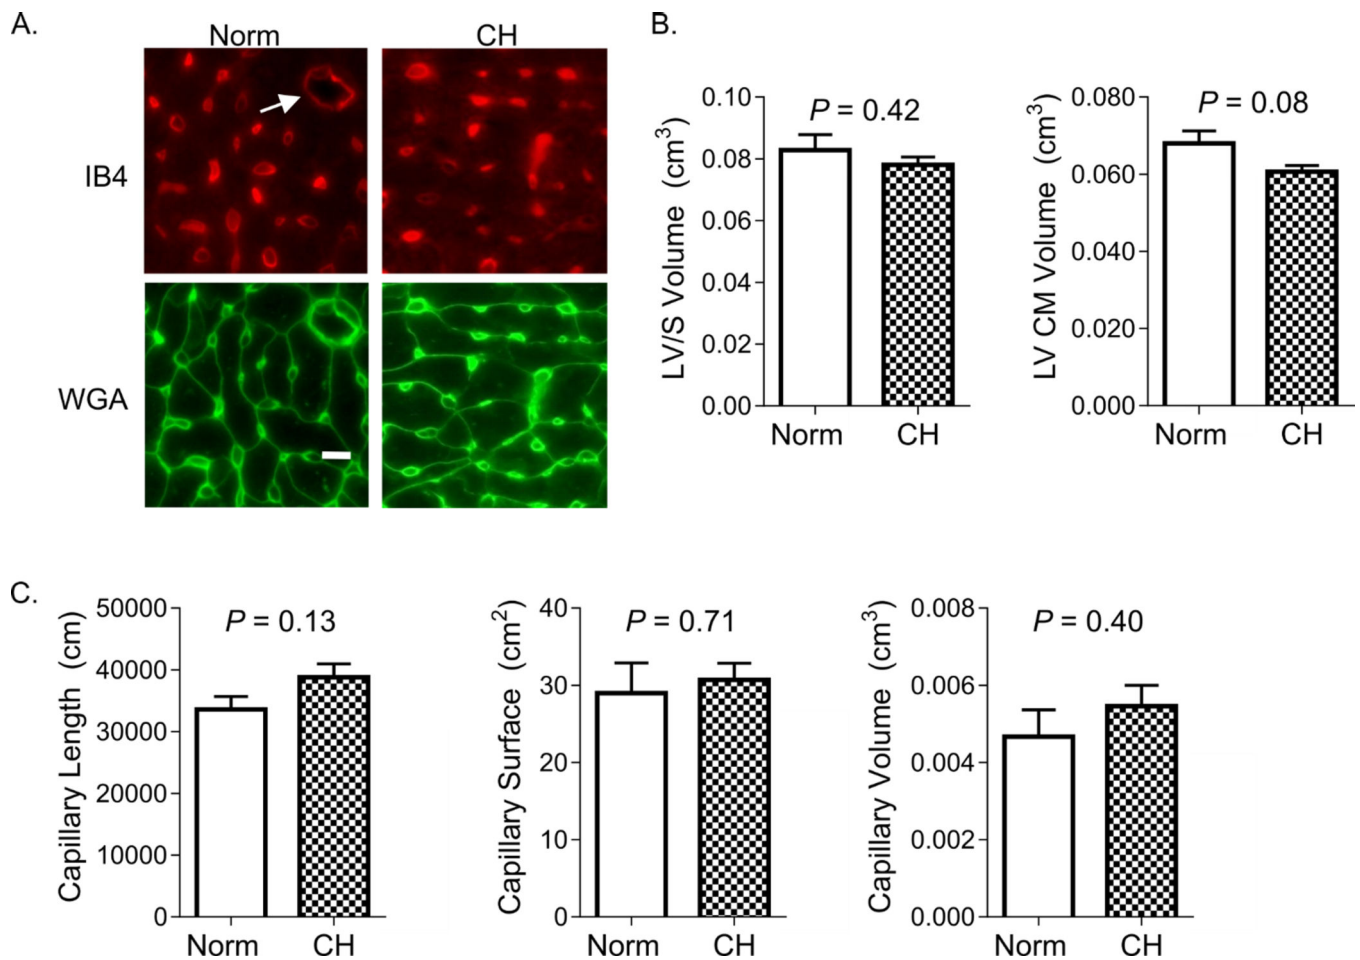 A.
Norm CH
IB4
WGA
B.
LV/S Volume (cm³)
0.10
0.08
0.06
0.04
0.02
0.00
P = 0.42
Norm CH
LV CM Volume (cm³)
0.080
0.060
0.040
0.020
0.000
P = 0.08
Norm CH
C.
Capillary Length (cm)
50000
40000
30000
20000
10000
0
P = 0.13
Norm CH
Capillary Surface (cm²)
40
30
20
10
0
P = 0.71
Norm CH
Capillary Volume (cm³)
0.008
0.006
0.004
0.002
0.000
P = 0.40
Norm CH